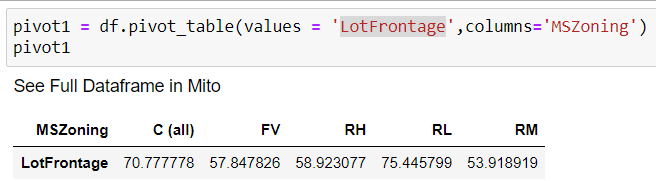 pivot1 = df.pivot_table(values = 'LotFrontage',columns='MSZoning')
pivot1
See Full Dataframe in Mito
MSZoning C (all) FV RH RL RM
LotFrontage 70.777778 57.847826 58.923077 75.445799 53.918919